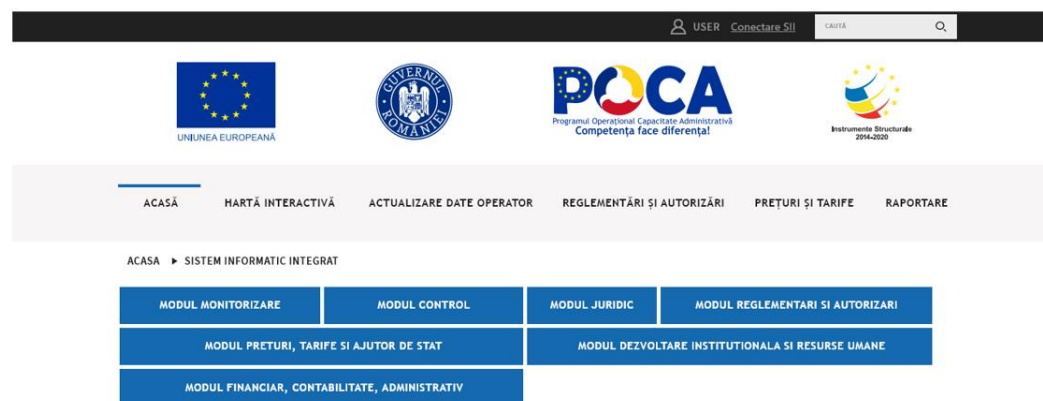 USER Conectare SII CAUTĂ
UNIUNEA EUROPEANĂ
GUVERNUL ROMÂNIEI
POCA
Programul Operațional Capacitate Administrativă
Competența face diferența!
Instrumente Structurale
2014-2020
ACASĂ HARTĂ INTERACTIVĂ ACTUALIZARE DATE OPERATOR REGLEMENTĂRI ȘI AUTORIZĂRI PREȚURI ȘI TARIFE RAPORTARE
ACASA ▶ SISTEM INFORMATIC INTEGRAT
MODUL MONITORIZARE MODUL CONTROL MODUL JURIDIC MODUL REGLEMENTARI SI AUTORIZARI
MODUL PRETURI, TARIFE SI AJUTOR DE STAT MODUL DEZVOLTARE INSTITUTIONALA SI RESURSE UMANE
MODUL FINANCIAR, CONTABILITATE, ADMINISTRATIV